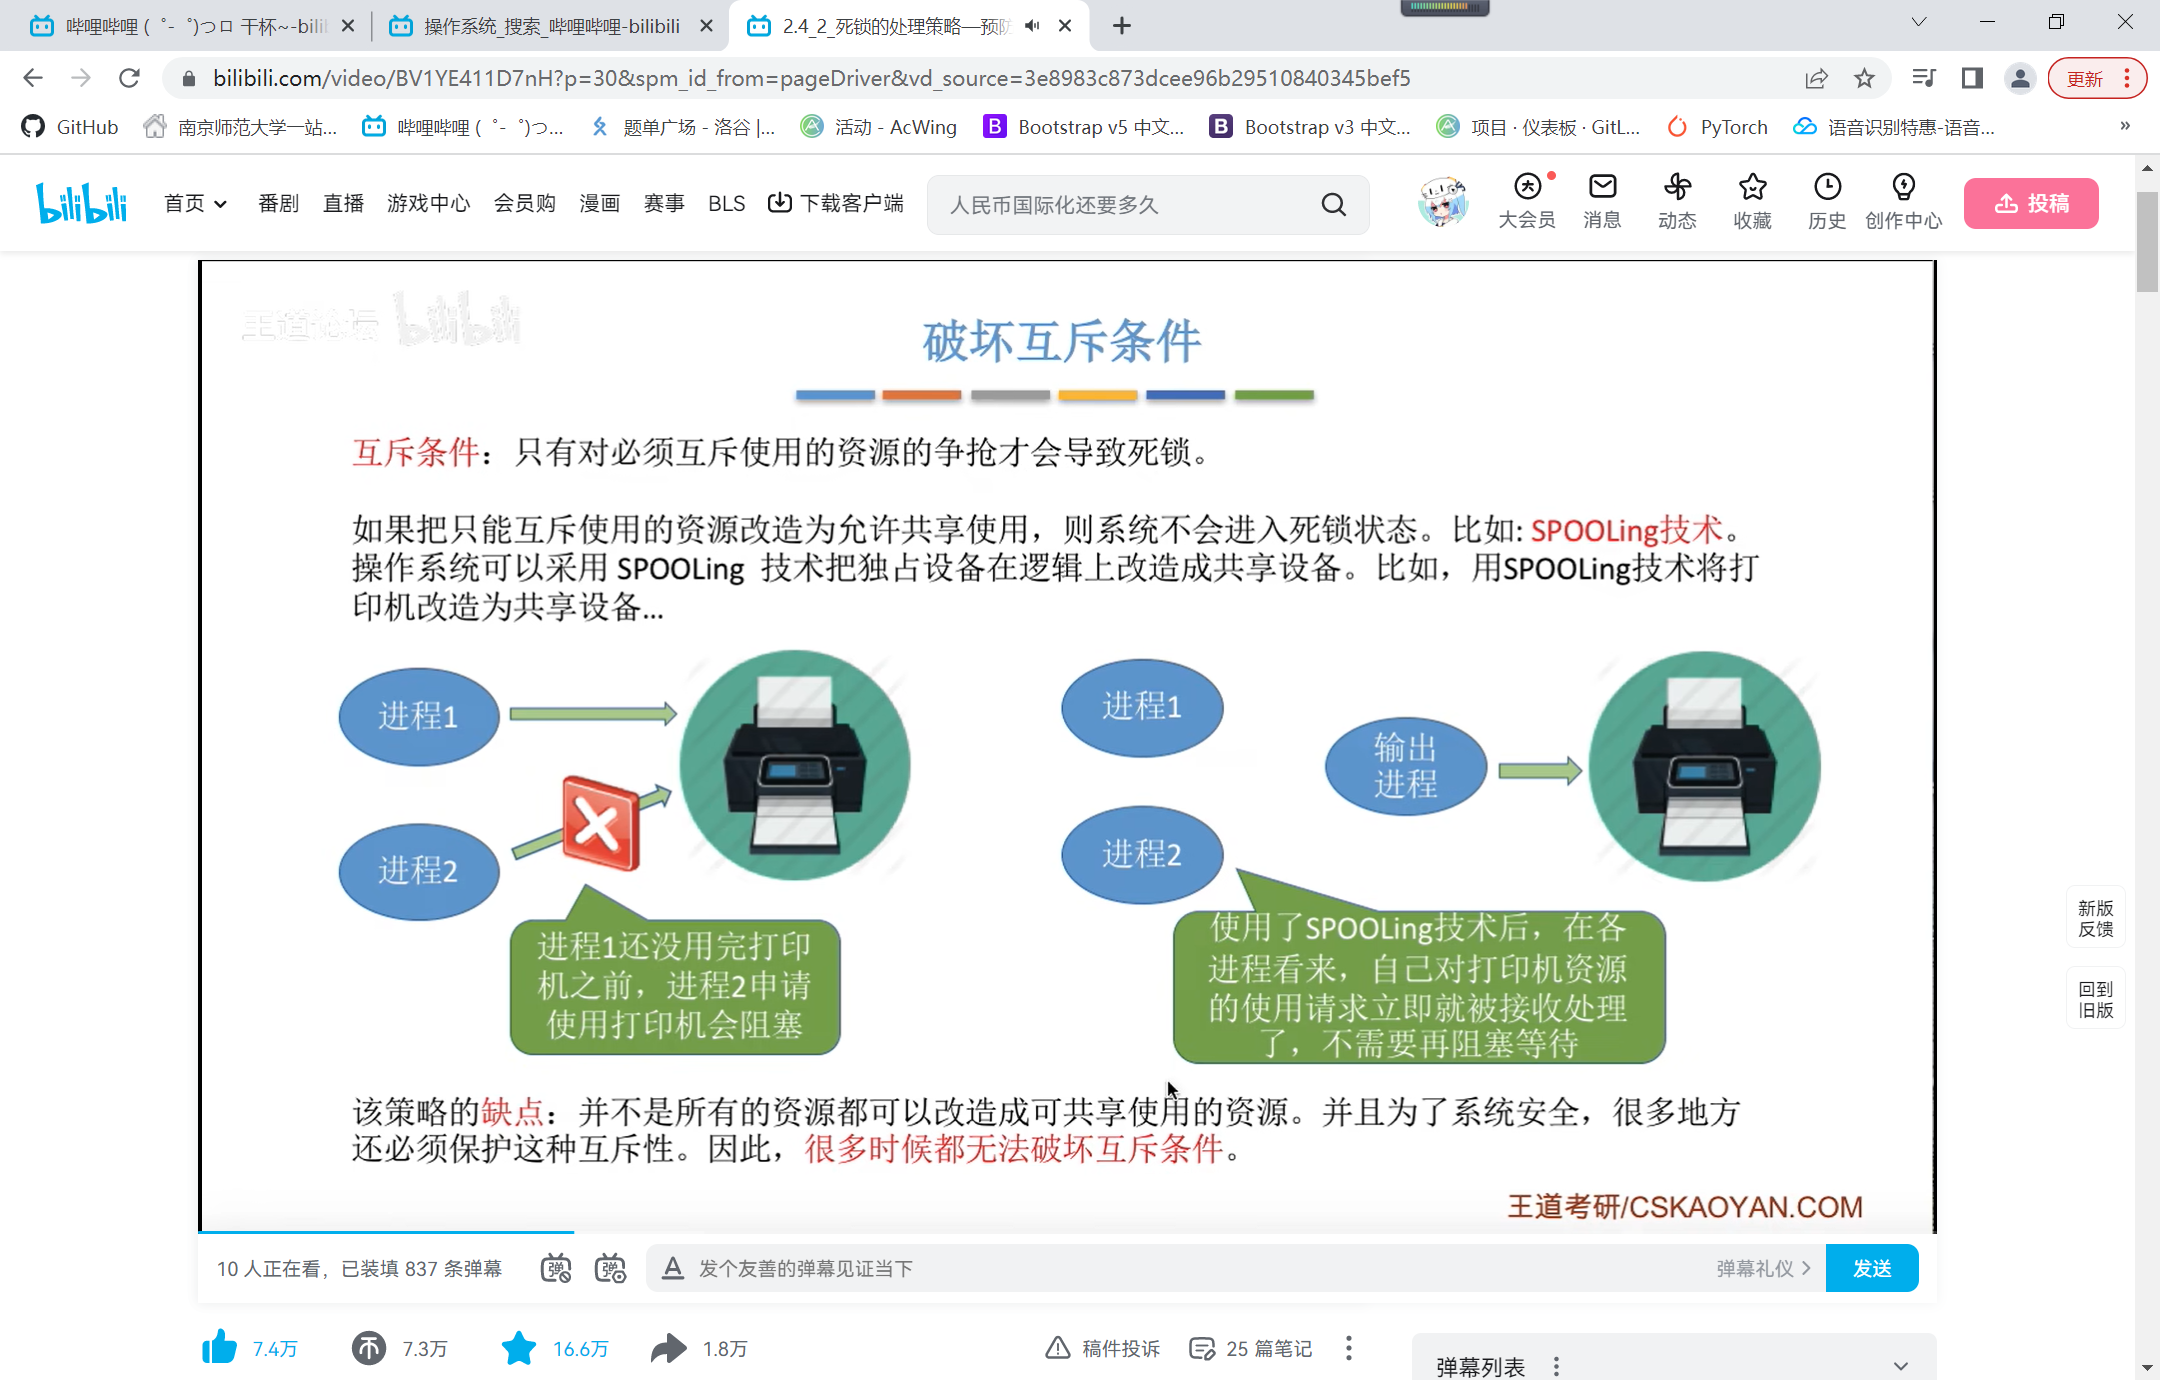 哔哩哔哩 (゜-゜)つロ 干杯~-bili
操作系统_搜索_哔哩哔哩-bilibili
2.4_2_死锁的处理策略—预防
bilibili.com/video/BV1YE411D7nH?p=30&spm_id_from=pageDriver&vd_source=3e8983c873dcee96b29510840345bef5
更新
GitHub
南京师范大学一站...
哔哩哔哩 (゜-゜)つ...
题单广场 - 洛谷 |...
活动 - AcWing
Bootstrap v5 中文...
Bootstrap v3 中文...
项目 · 仪表板 · GitL...
PyTorch
语音识别特惠-语音...
»
bilibili
首页
番剧
直播
游戏中心
会员购
漫画
赛事
BLS
下载客户端
人民币国际化还要多久
大会员
消息
动态
收藏
历史
创作中心
投稿
王道论坛 bilibili
破坏互斥条件
互斥条件：只有对必须互斥使用的资源的争抢才会导致死锁。
如果把只能互斥使用的资源改造为允许共享使用，则系统不会进入死锁状态。比如: SPOOLing技术。
操作系统可以采用 SPOOLing 技术把独占设备在逻辑上改造成共享设备。比如，用SPOOLing技术将打
印机改造为共享设备...
进程1
进程2
进程1还没用完打印
机之前，进程2申请
使用打印机会阻塞
进程1
进程2
输出
进程
使用了SPOOLing技术后，在各
进程看来，自己对打印机资源
的使用请求立即就被接收处理
了，不需要再阻塞等待
该策略的缺点：并不是所有的资源都可以改造成可共享使用的资源。并且为了系统安全，很多地方
还必须保护这种互斥性。因此，很多时候都无法破坏互斥条件。
王道考研/CSKAOYAN.COM
新版
反馈
回到
旧版
10 人正在看，已装填 837 条弹幕
发个友善的弹幕见证当下
弹幕礼仪
发送
7.4万
7.3万
16.6万
1.8万
稿件投诉
25 篇笔记
弹幕列表